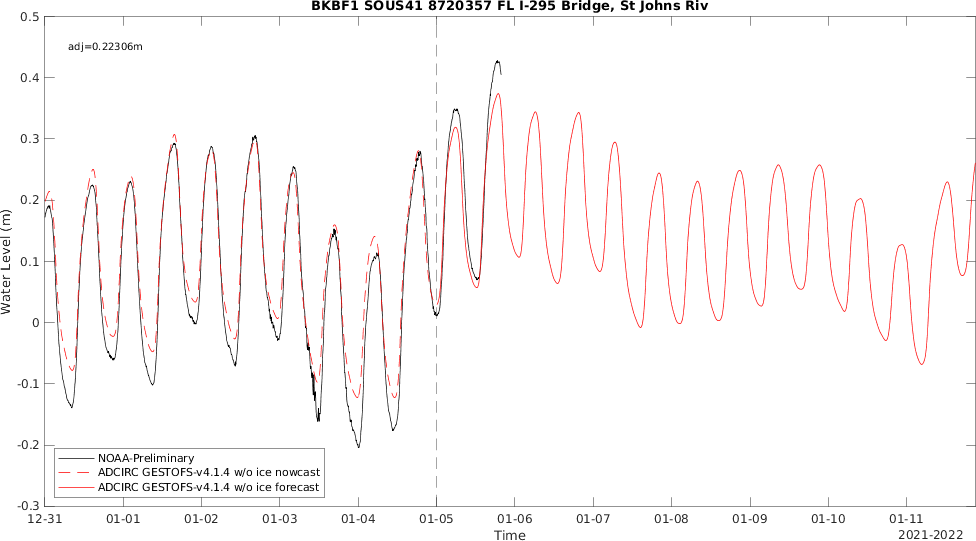 BKBF1 SOUS41 8720357 FL I-295 Bridge, St Johns Riv
adj=0.22306m
0.5
0.4
0.3
0.2
0.1
0
-0.1
-0.2
-0.3
Water Level (m)
NOAA-Preliminary
ADCIRC GESTOFS-v4.1.4 w/o ice nowcast
ADCIRC GESTOFS-v4.1.4 w/o ice forecast
12-31 01-01 01-02 01-03 01-04 01-05 01-06 01-07 01-08 01-09 01-10 01-11
Time
2021-2022